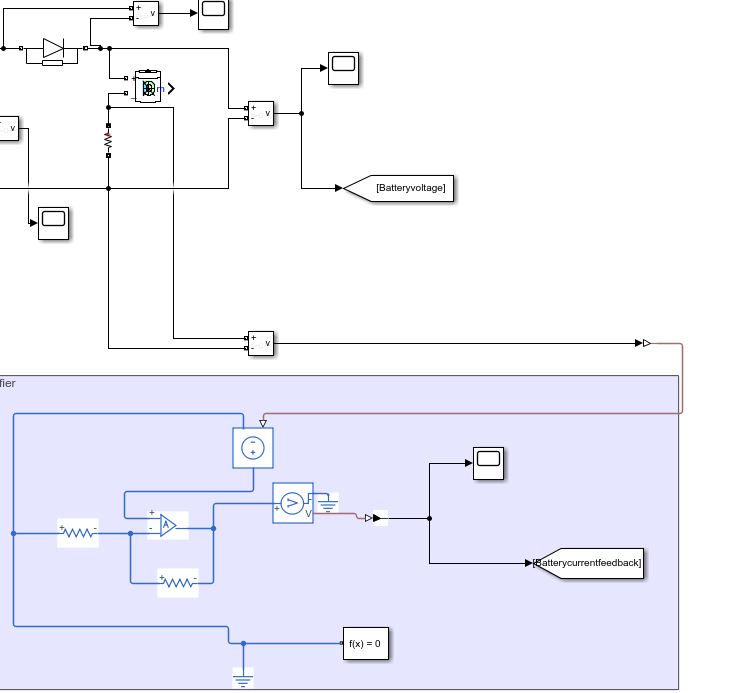 +
-
v
+
m
-
v
+
-
v
[Batteryvoltage]
+
-
v
fier
-
+
+
-
A
+
-
+
V
V
+
-
[Batterycurrentfeedback]
f(x) = 0